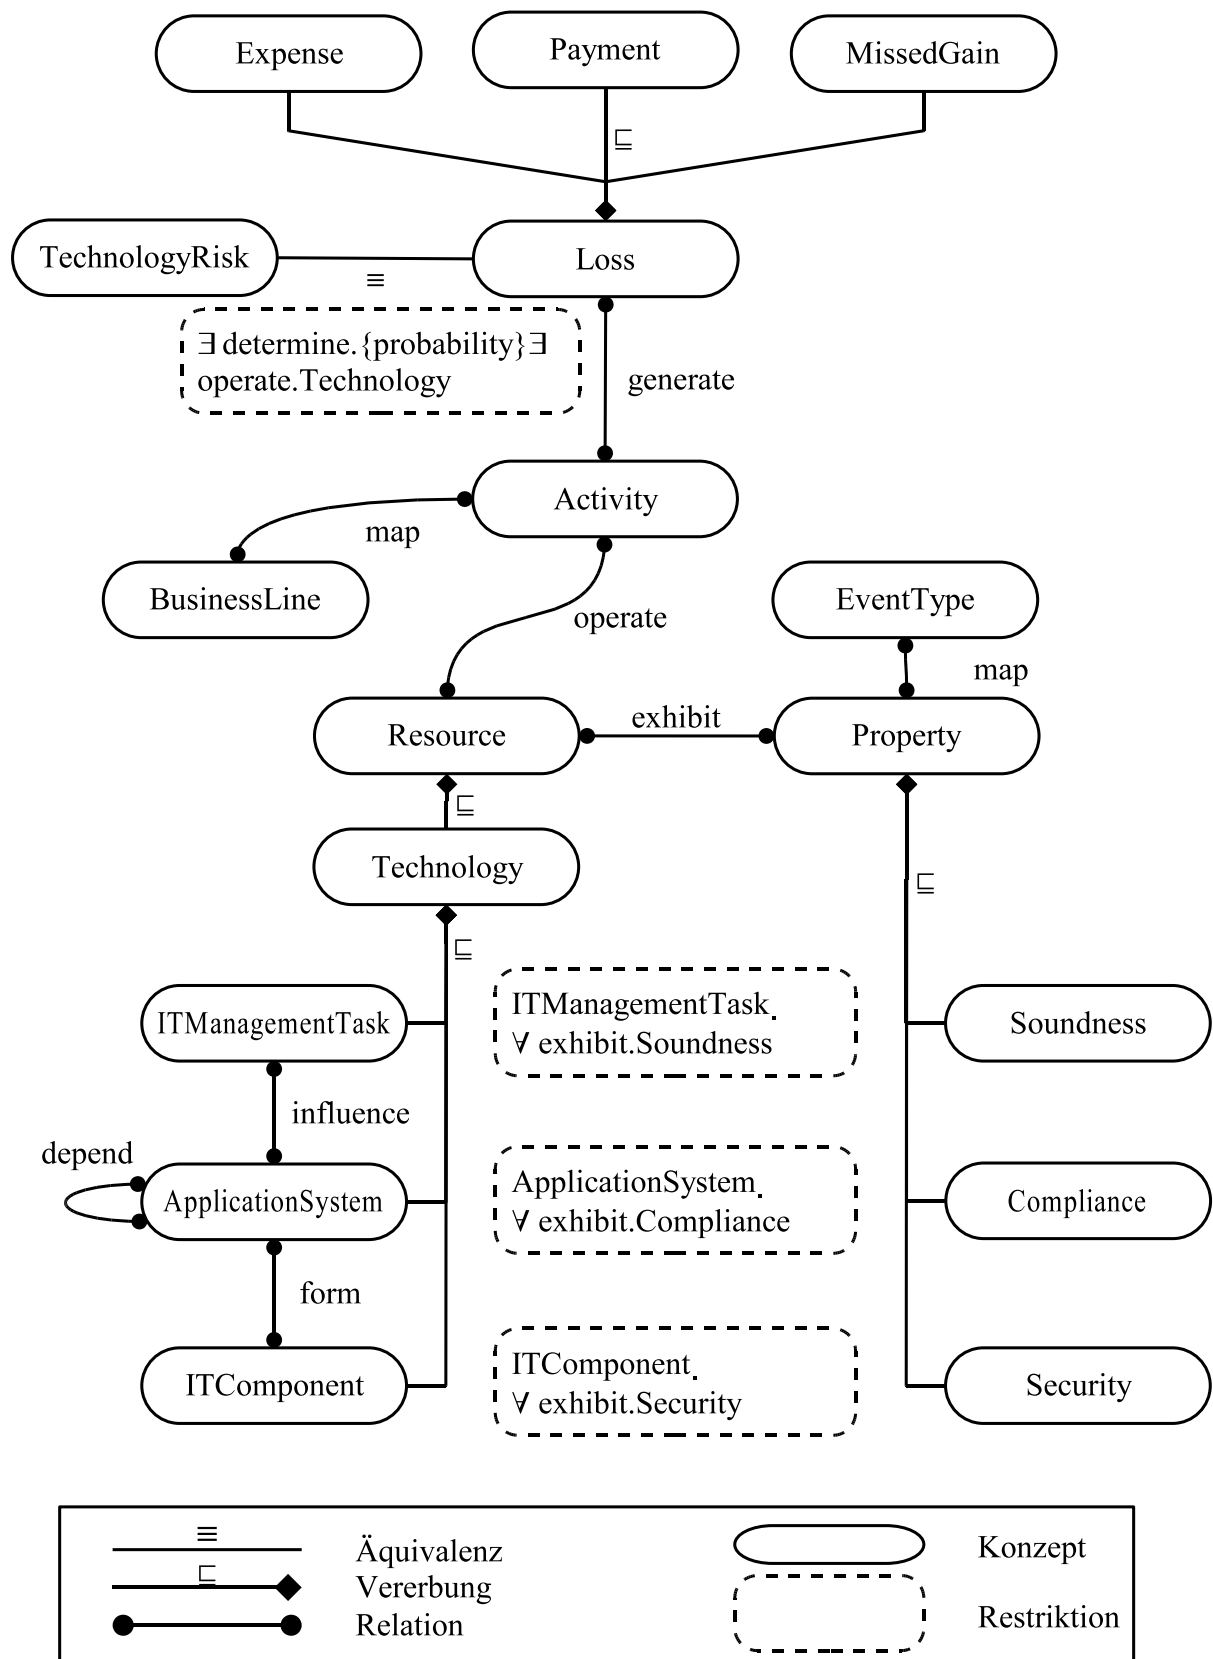 Expense
Payment
MissedGain
⊑
TechnologyRisk
Loss
≡
∃ determine.{probability}∃
operate.Technology
generate
Activity
map
BusinessLine
EventType
operate
map
Resource
exhibit
Property
⊑
Technology
⊑
⊑
ITManagementTask
ITManagementTask.
∀ exhibit.Soundness
Soundness
influence
depend
ApplicationSystem
ApplicationSystem.
∀ exhibit.Compliance
Compliance
form
ITComponent
ITComponent.
∀ exhibit.Security
Security
≡
Äquivalenz
⊑
Vererbung
Relation
Konzept
Restriktion